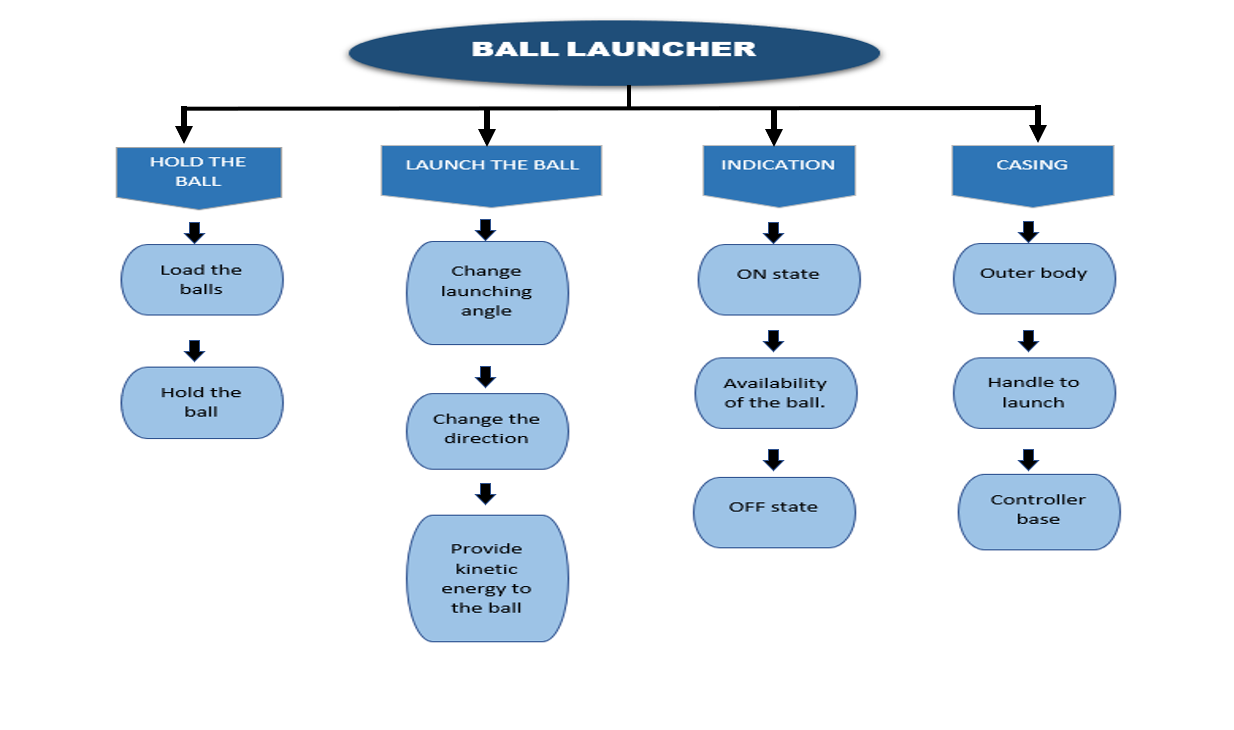 BALL LAUNCHER
HOLD THE
BALL
Load the
balls
Hold the
ball
LAUNCH THE BALL
Change
launching
angle
Change the
direction
Provide
kinetic
energy to
the ball
INDICATION
ON state
Availability
of the ball.
OFF state
CASING
Outer body
Handle to
launch
Controller
base